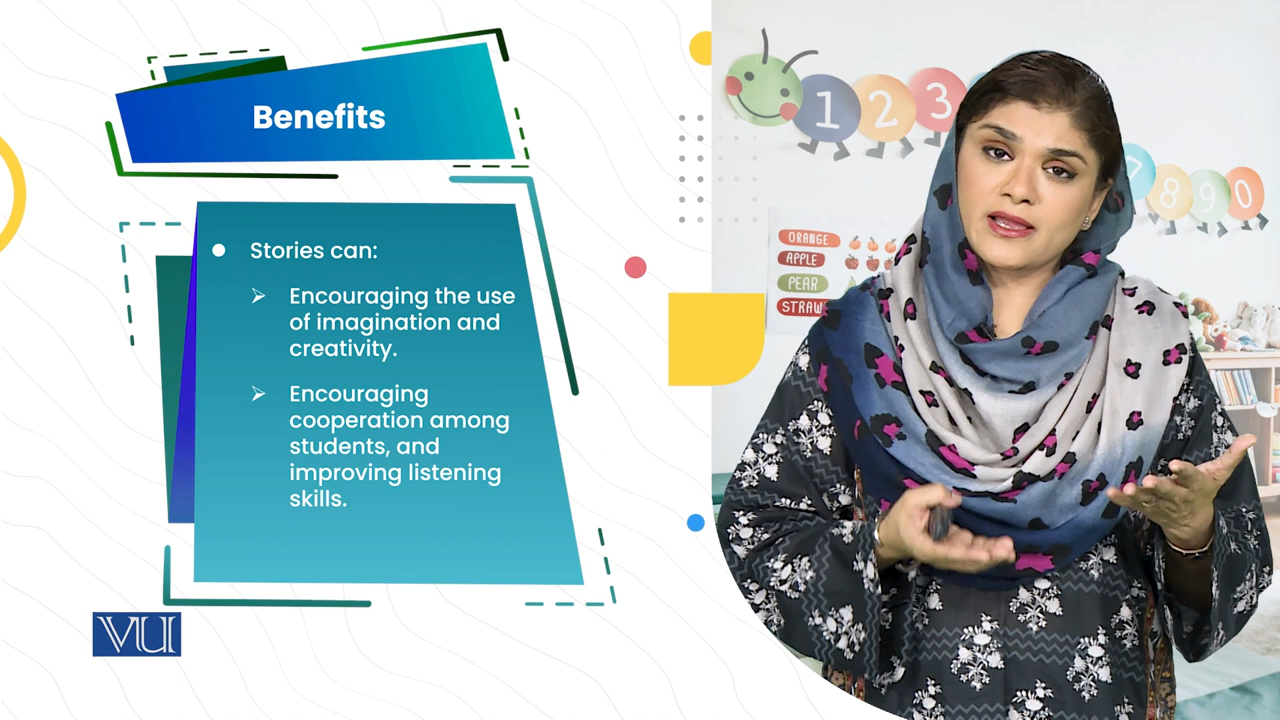 Benefits
Stories can:
Encouraging the use
of imagination and
creativity.
Encouraging
cooperation among
students, and
improving listening
skills.
VU
1 2 3
7 8 9 0
ORANGE
APPLE
PEAR
STRAW